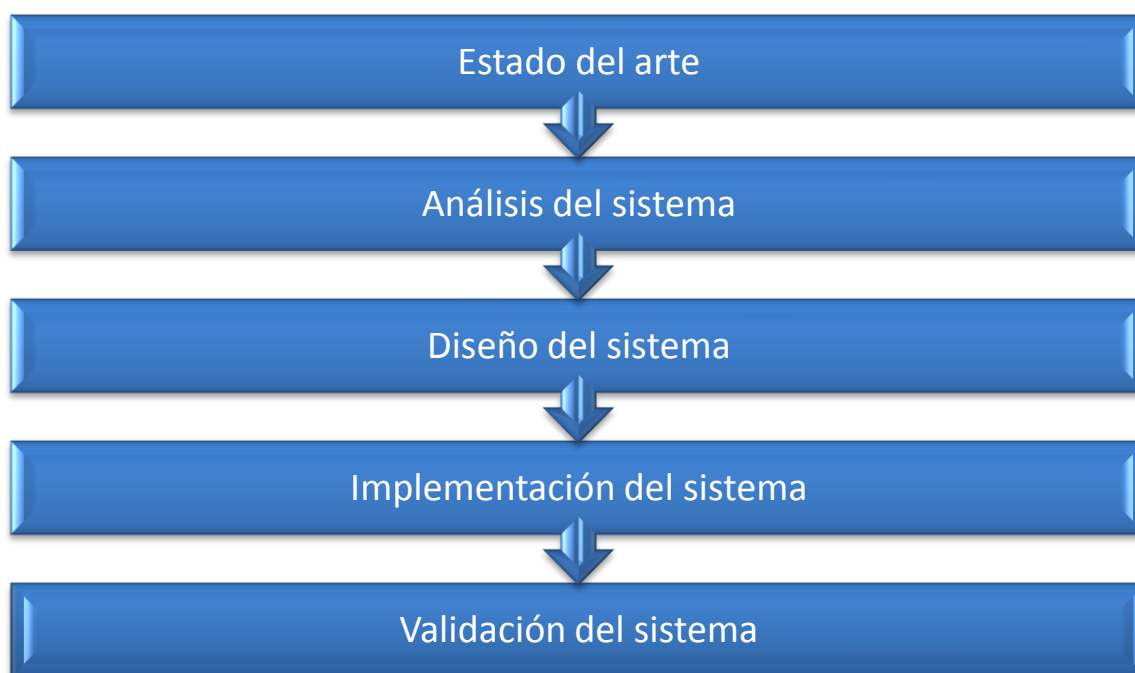 Estado del arte
Análisis del sistema
Diseño del sistema
Implementación del sistema
Validación del sistema